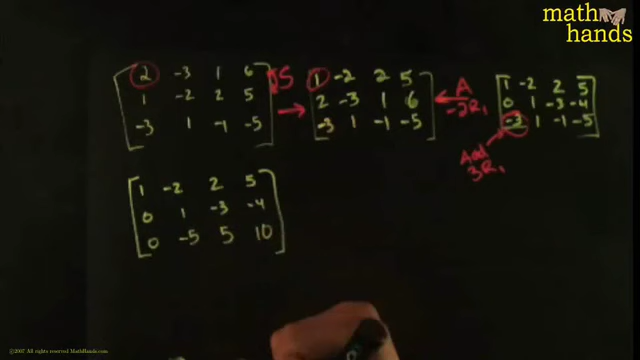 math
hands
2 -3 1 6
1 -2 2 5
-3 1 -1 -5
S
1 -2 2 5
2 -3 1 6
-3 1 -1 -5
A
-2R₁
1 -2 2 5
0 1 -3 -4
-3 1 -1 -5
Add
3R₁
1 -2 2 5
0 1 -3 -4
0 -5 5 10
©2007 All rights reserved MathHands.com